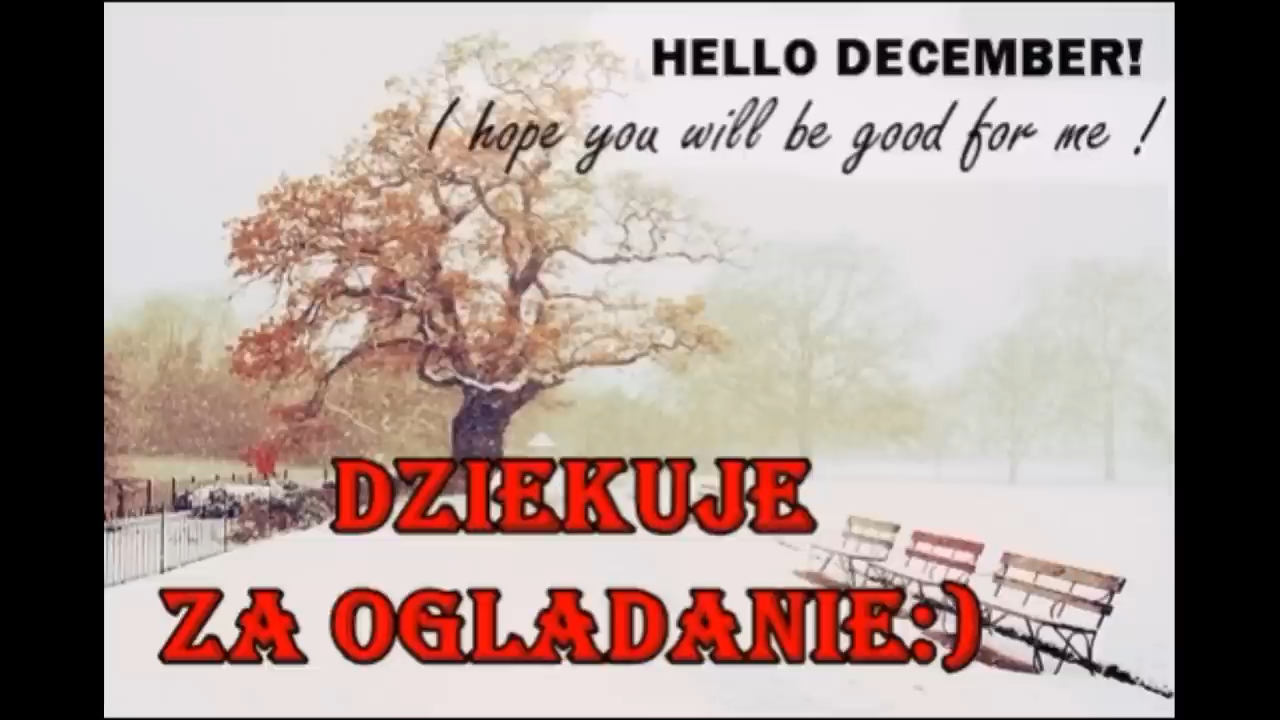 HELLO DECEMBER!
I hope you will be good for me !
DZIEKUJE
ZA OGLADANIE:)